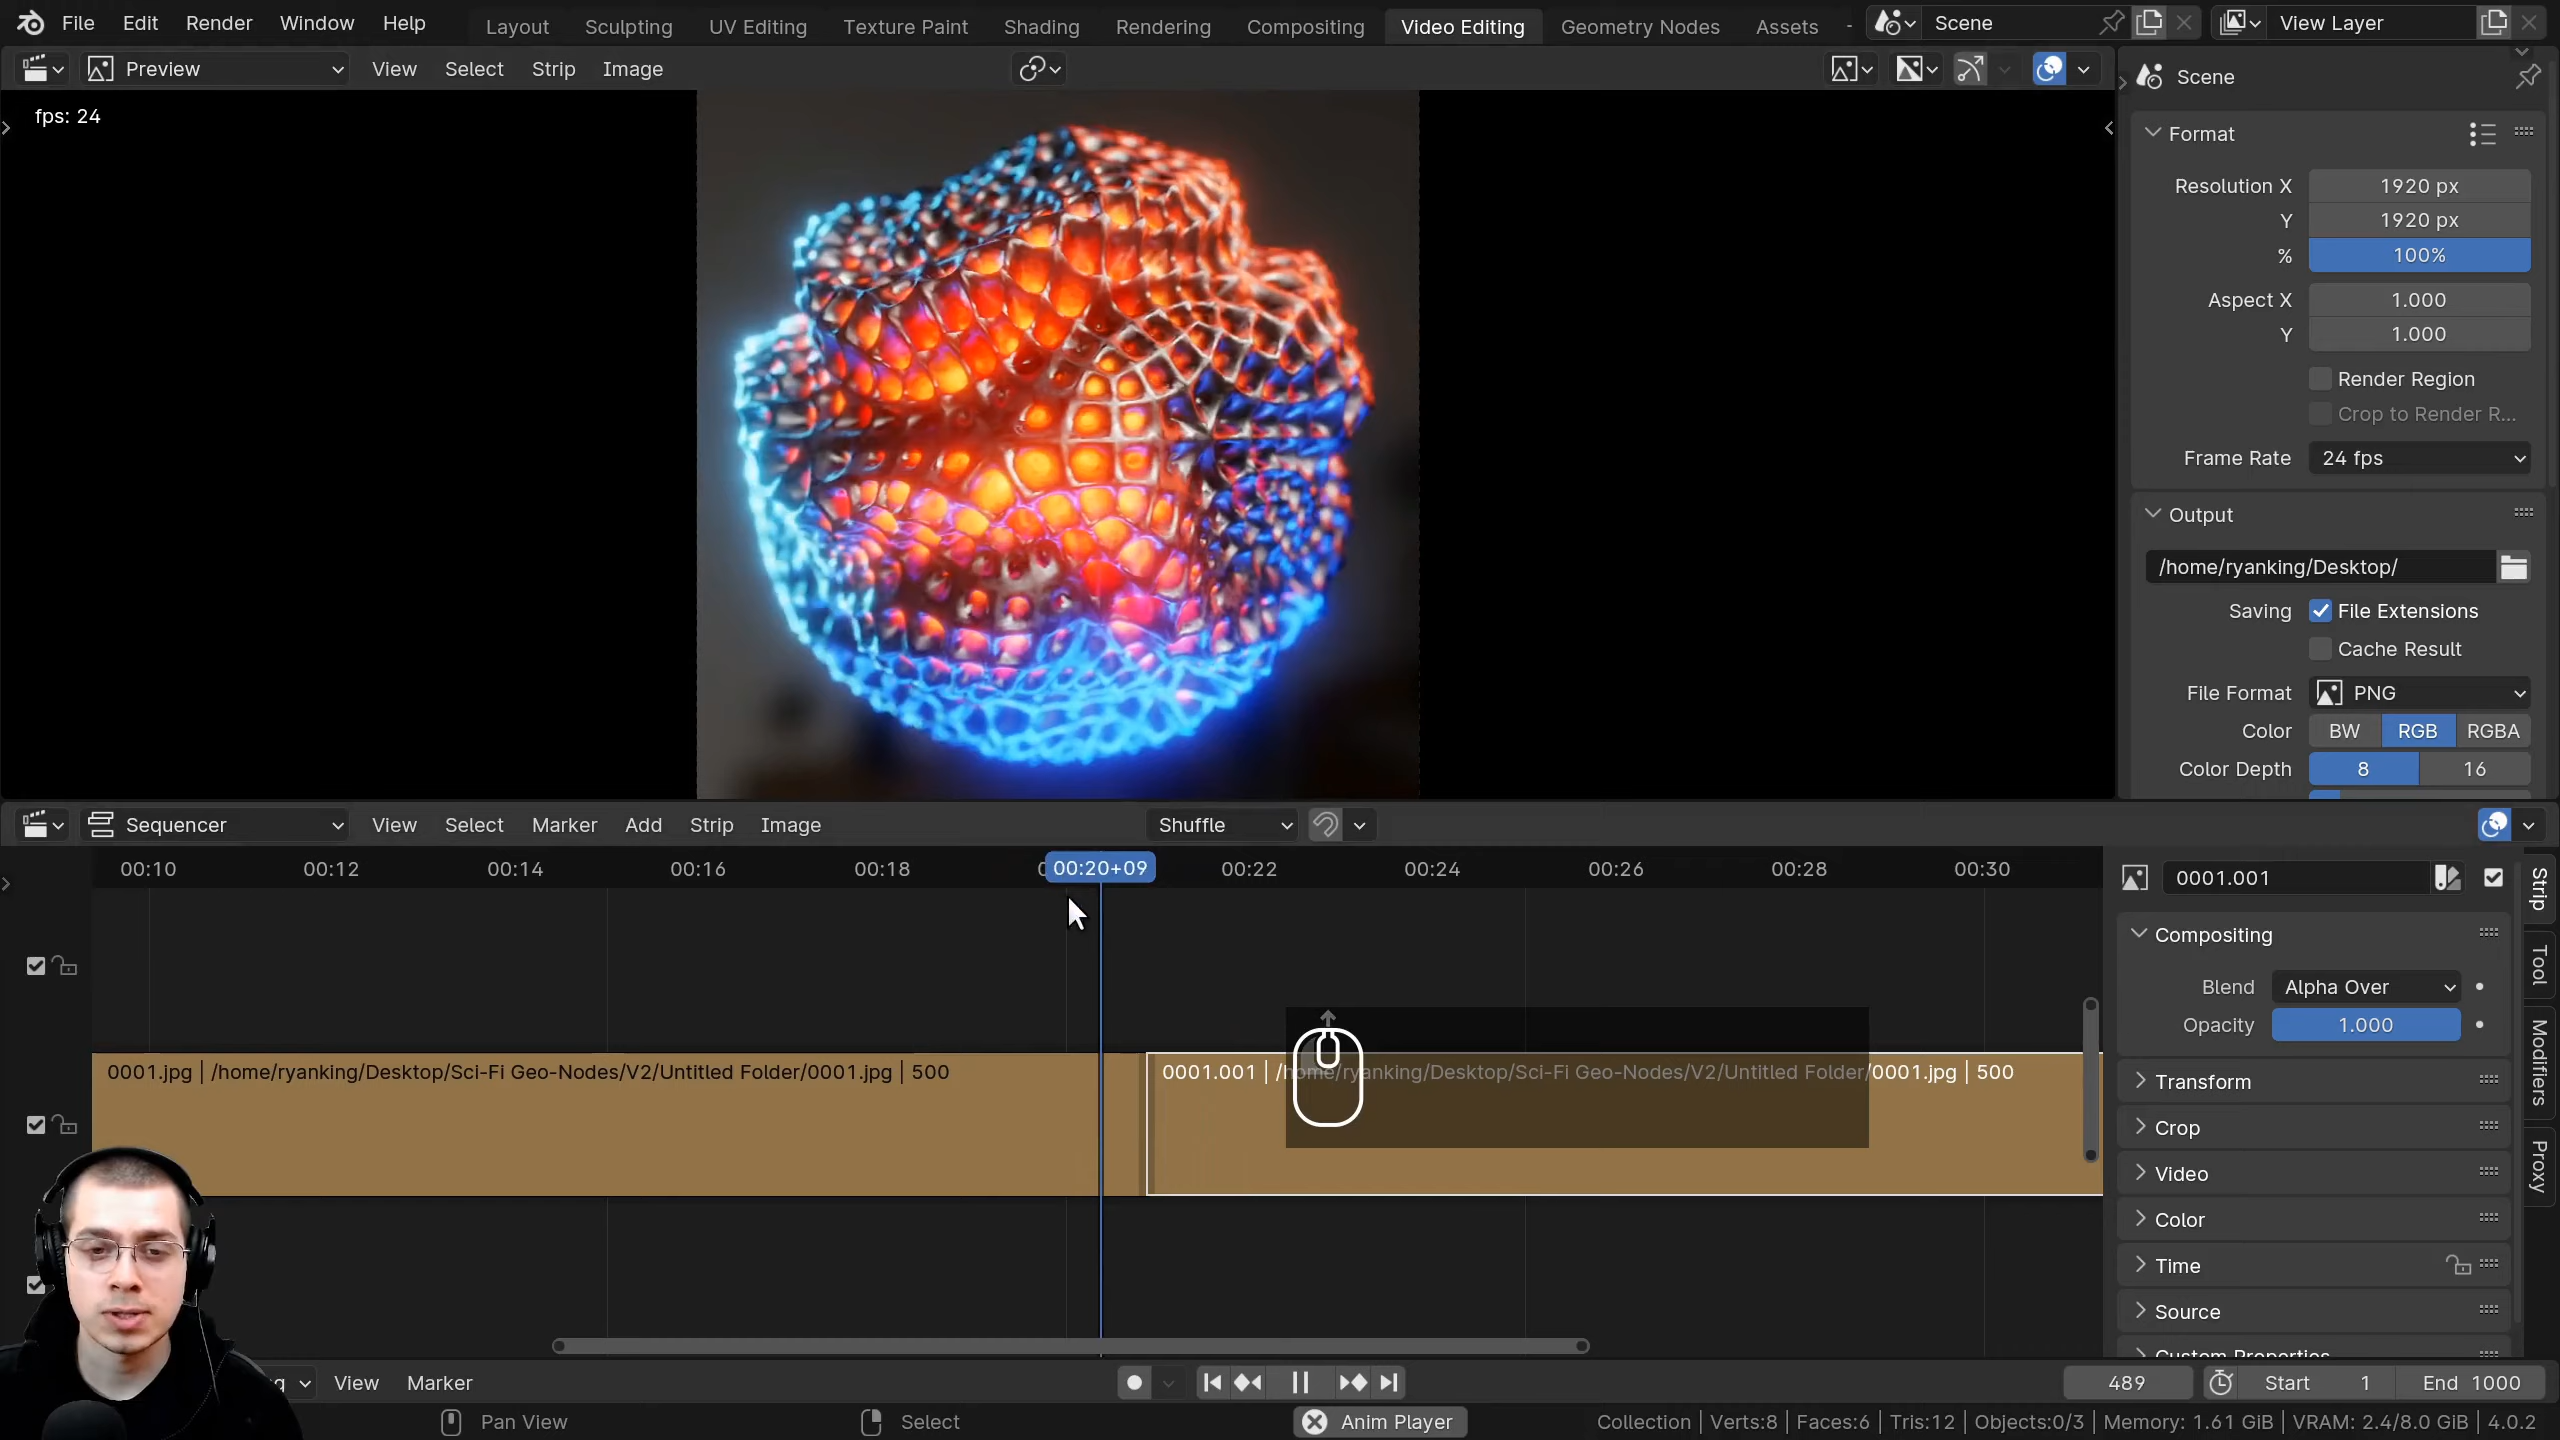 File Edit Render Window Help Layout Sculpting UV Editing Texture Paint Shading Rendering Compositing Video Editing Geometry Nodes Assets Scene View Layer
Preview View Select Strip Image
Scene
fps: 24
Format
Resolution X 1920 px
Y 1920 px
% 100%
Aspect X 1.000
Y 1.000
Render Region
Crop to Render R...
Frame Rate 24 fps
Output
/home/ryanking/Desktop/
Saving File Extensions
Cache Result
File Format PNG
Color BW RGB RGBA
Color Depth 8 16
Sequencer View Select Marker Add Strip Image Shuffle
00:10 00:12 00:14 00:16 00:18 00:20+09 00:22 00:24 00:26 00:28 00:30
0001.jpg | /home/ryanking/Desktop/Sci-Fi Geo-Nodes/V2/Untitled Folder/0001.jpg | 500
0001.001 | /home/ryanking/Desktop/Sci-Fi Geo-Nodes/V2/Untitled Folder/0001.jpg | 500
0001.001
Compositing
Blend Alpha Over
Opacity 1.000
Transform
Crop
Video
Color
Time
Source
Custom Properties
Strip
Tool
Modifiers
Proxy
View Marker 489 Start 1 End 1000
Pan View Select Anim Player Collection | Verts:8 | Faces:6 | Tris:12 | Objects:0/3 | Memory: 1.61 GiB | VRAM: 2.4/8.0 GiB | 4.0.2